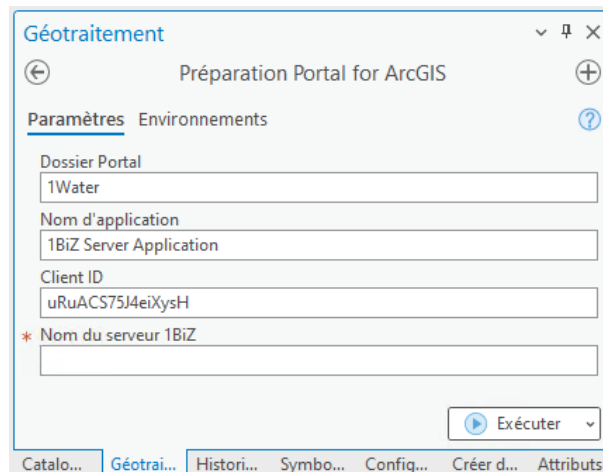 Géotraitement
Préparation Portal for ArcGIS
Paramètres Environnements
Dossier Portal
1Water
Nom d'application
1BiZ Server Application
Client ID
uRuACS75J4eiXysH
* Nom du serveur 1BiZ
Exécuter
Catalo... Géotrai... Histori... Symbo... Config... Créer d... Attributs